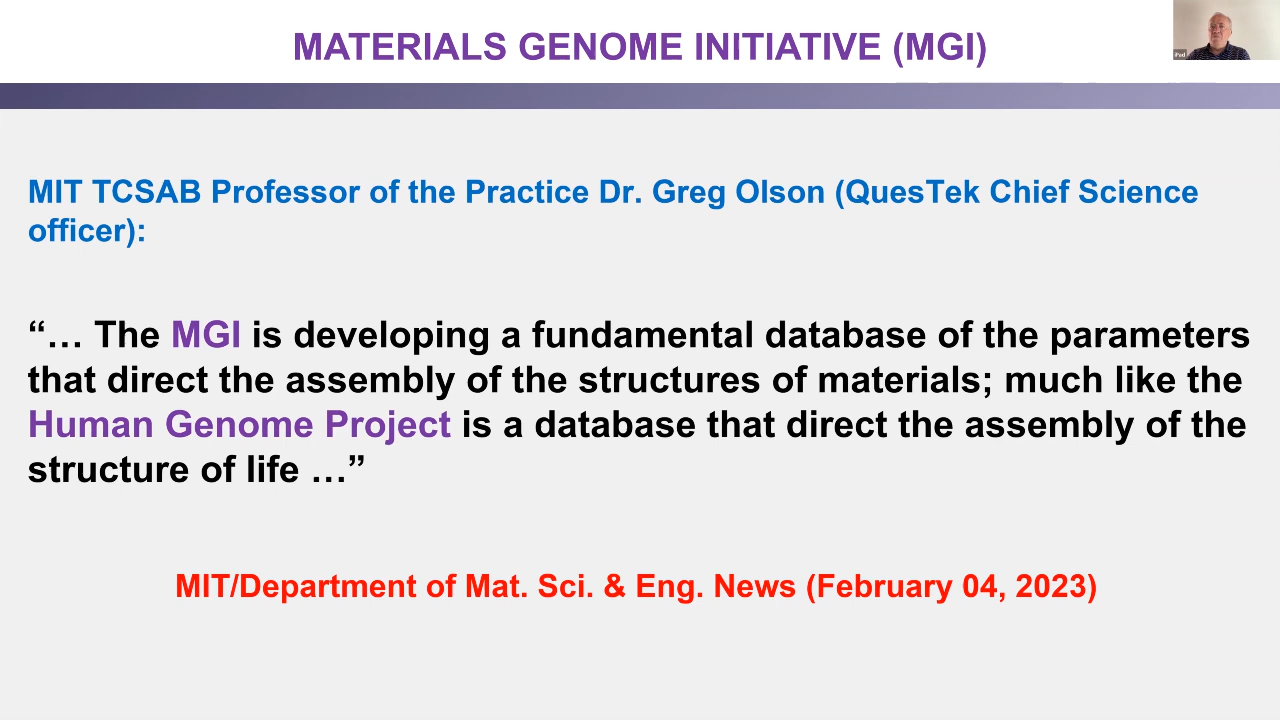 MATERIALS GENOME INITIATIVE (MGI)
iPad
MIT TCSAB Professor of the Practice Dr. Greg Olson (QuesTek Chief Science
officer):
“… The MGI is developing a fundamental database of the parameters
that direct the assembly of the structures of materials; much like the
Human Genome Project is a database that direct the assembly of the
structure of life …”
MIT/Department of Mat. Sci. & Eng. News (February 04, 2023)